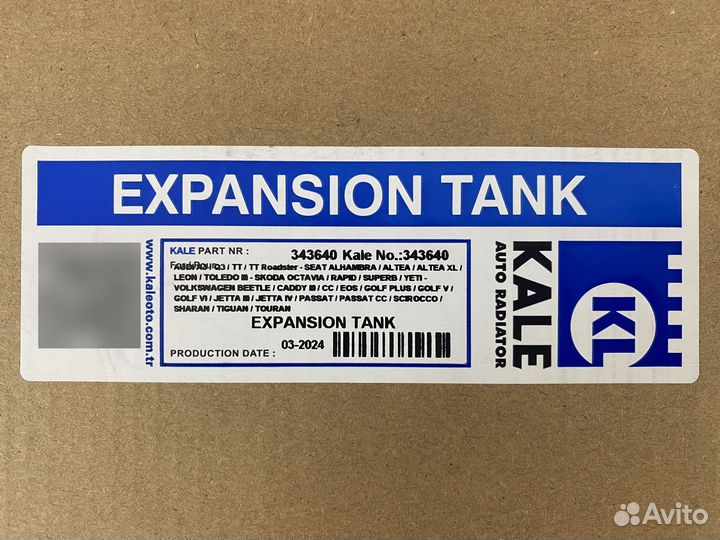 EXPANSION TANK
www.kaleoto.com.tr
KALE PART NR : 343640 Kale No.:343640
Q3 / TT / TT Roadster - SEAT ALHAMBRA / ALTEA / ALTEA XL /
LEON / TOLEDO III - SKODA OCTAVIA / RAPID / SUPERB / YETI -
VOLKSWAGEN BEETLE / CADDY III / CC / EOS / GOLF PLUS / GOLF V /
GOLF VI / JETTA III / JETTA IV / PASSAT / PASSAT CC / SCIROCCO /
SHARAN / TIGUAN / TOURAN
EXPANSION TANK
PRODUCTION DATE : 03-2024
KALE
AUTO RADIATOR
KL
Avito